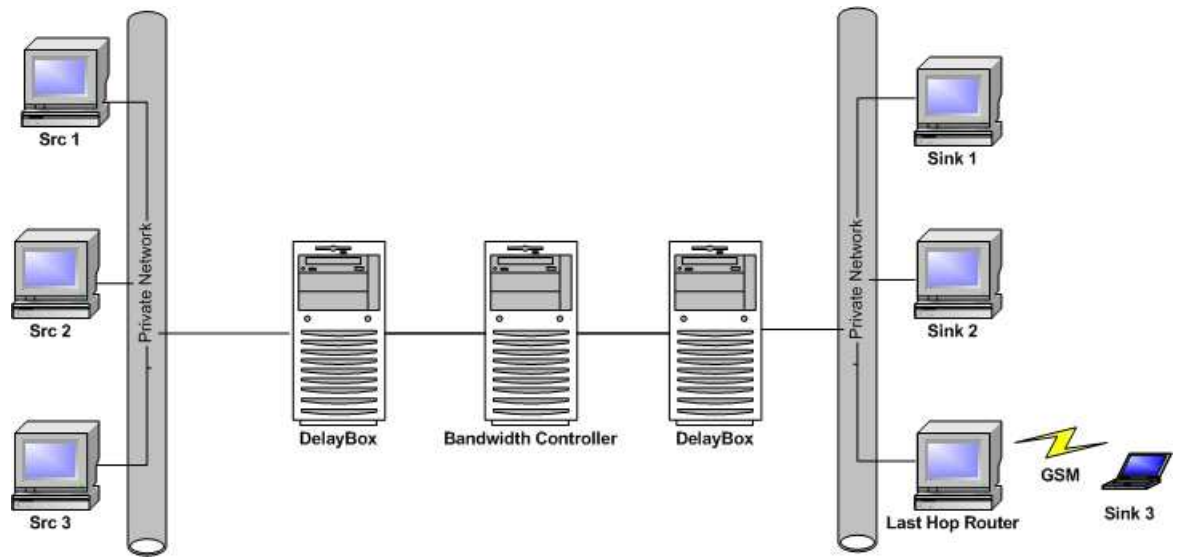 Src 1
Src 2
Src 3
Private Network
DelayBox
Bandwidth Controller
DelayBox
Private Network
Sink 1
Sink 2
Last Hop Router
GSM
Sink 3